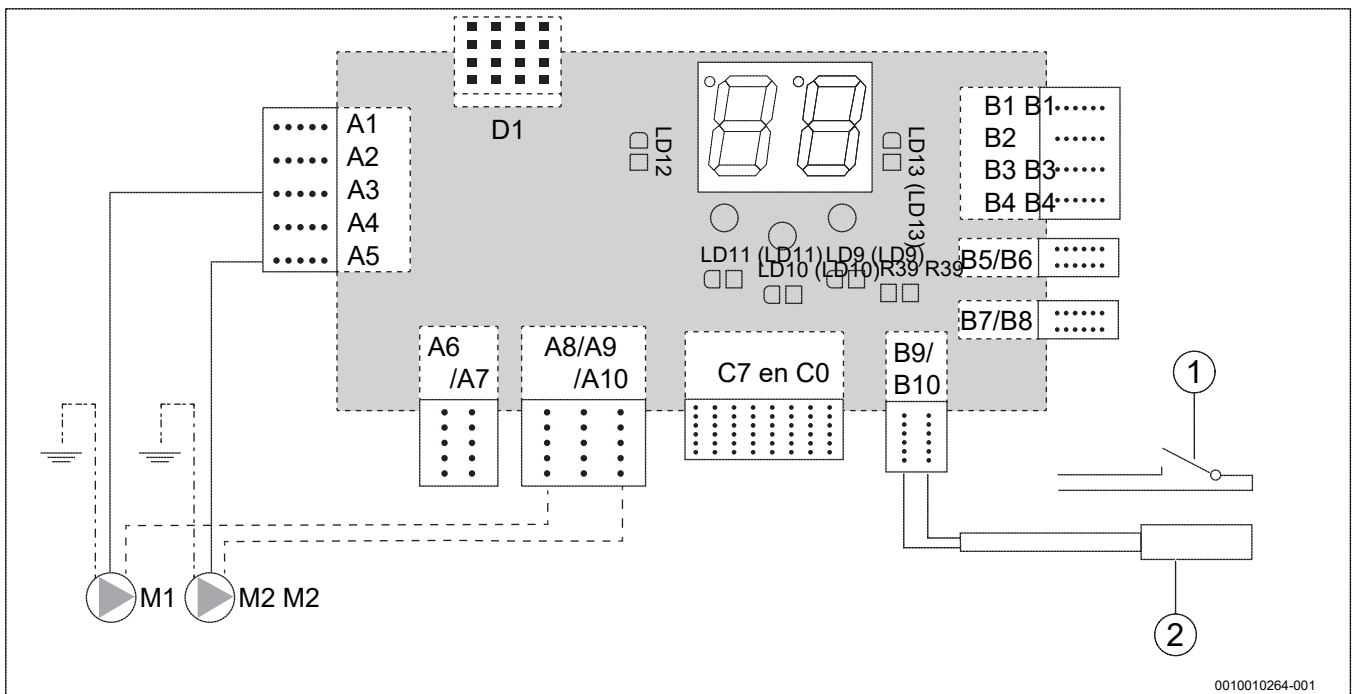 D1
A1
A2
A3
A4
A5
LD12
LD13 (LD13)
B1 B1
B2
B3 B3
B4 B4
LD11 (LD11) LD9 (LD9)
LD10 (LD10) R39 R39
B5/B6
B7/B8
A6
/A7
A8/A9
/A10
C7 en C0
B9/
B10
1
M1
M2 M2
2
0010010264-001